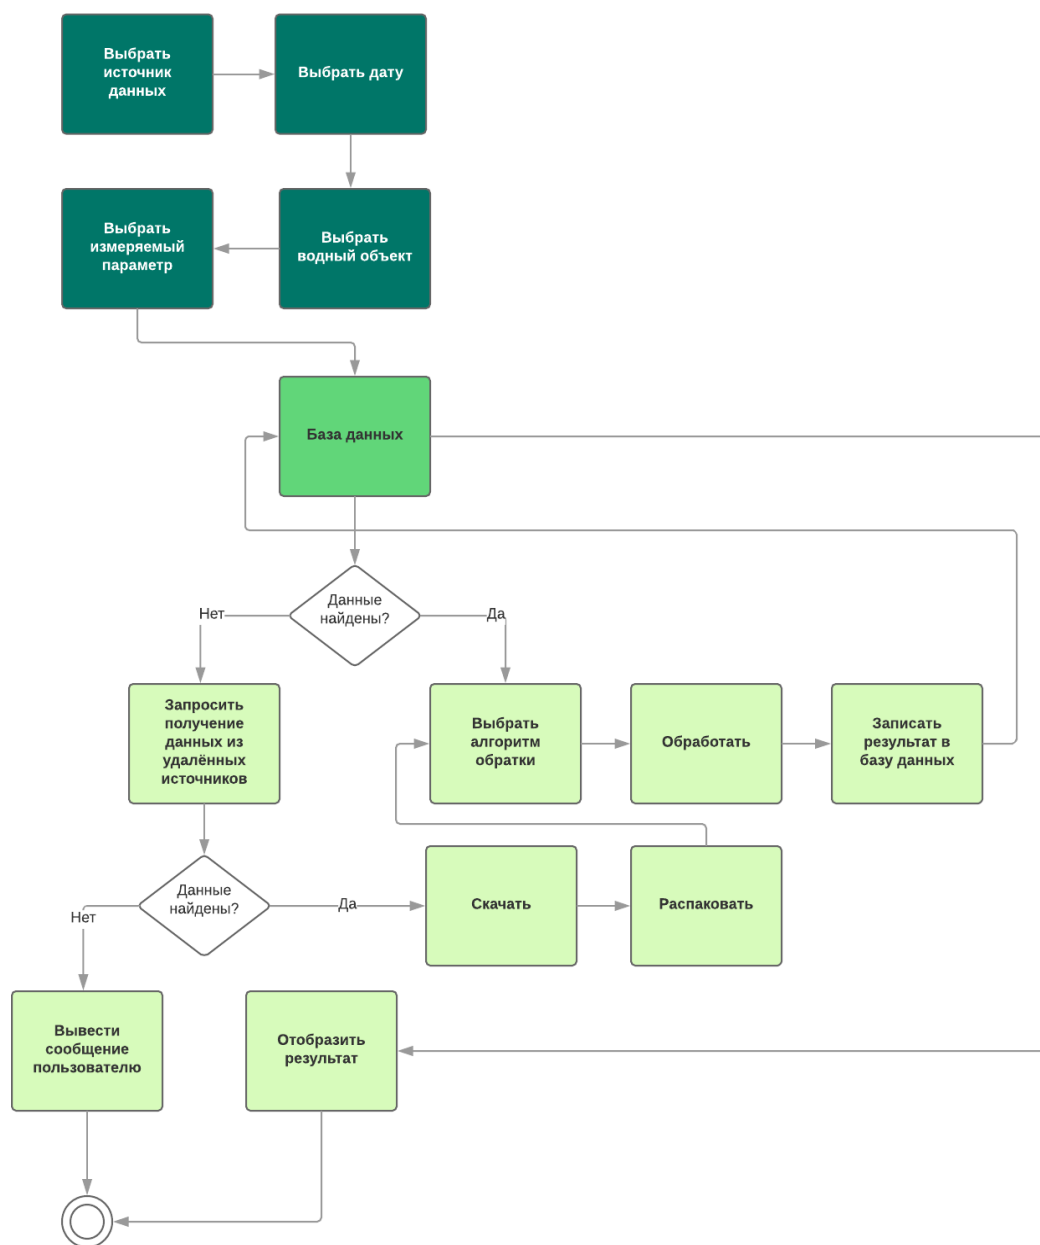 Выбрать
источник
данных
Выбрать дату
Выбрать
измеряемый
параметр
Выбрать
водный объект
База данных
Данные
найдены?
Нет
Да
Запросить
получение
данных из
удалённых
источников
Выбрать
алгоритм
обратки
Обработать
Записать
результат в
базу данных
Данные
найдены?
Нет
Да
Скачать
Распаковать
Вывести
сообщение
пользователю
Отобразить
результат